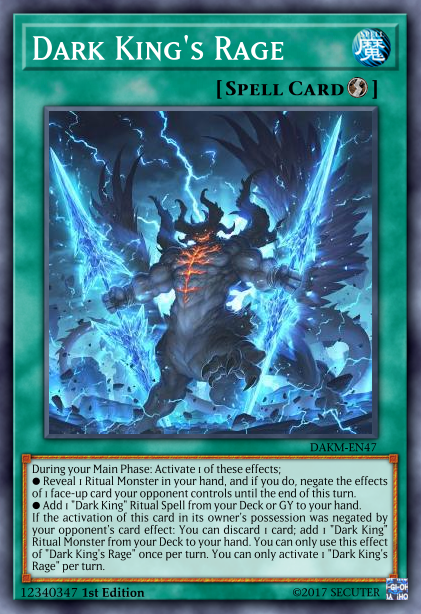 Dark King's Rage
魔
[Spell Card]
DAKM-EN47
During your Main Phase: Activate 1 of these effects;
● Reveal 1 Ritual Monster in your hand, and if you do, negate the effects
of 1 face-up card your opponent controls until the end of this turn.
● Add 1 "Dark King" Ritual Spell from your Deck or GY to your hand.
If the activation of this card in its owner's possession was negated by
your opponent's card effect: You can discard 1 card; add 1 "Dark King"
Ritual Monster from your Deck to your hand. You can only use this effect
of "Dark King's Rage" once per turn. You can only activate 1 "Dark King's
Rage" per turn.
12340347 1st Edition
©2017 SECUTER